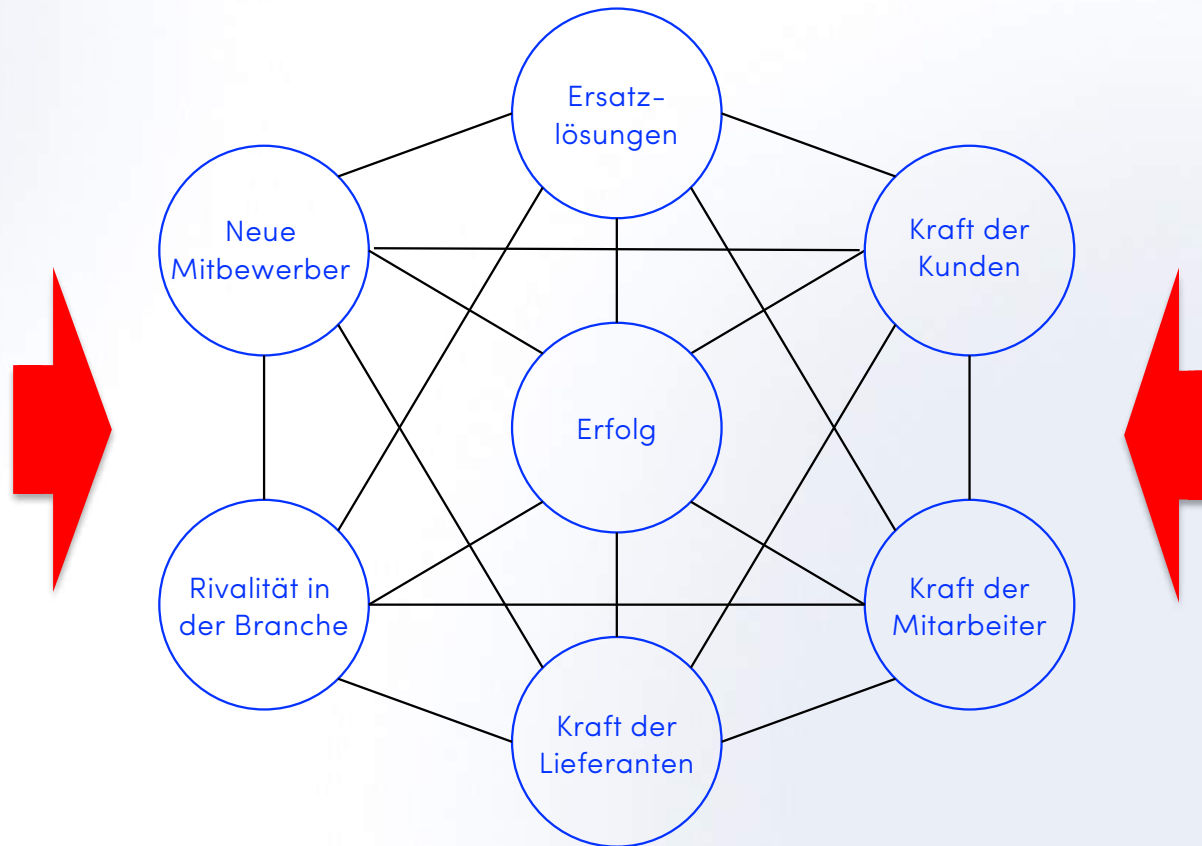 Ersatz-
lösungen
Neue
Mitbewerber
Kraft der
Kunden
Erfolg
Rivalität in
der Branche
Kraft der
Mitarbeiter
Kraft der
Lieferanten